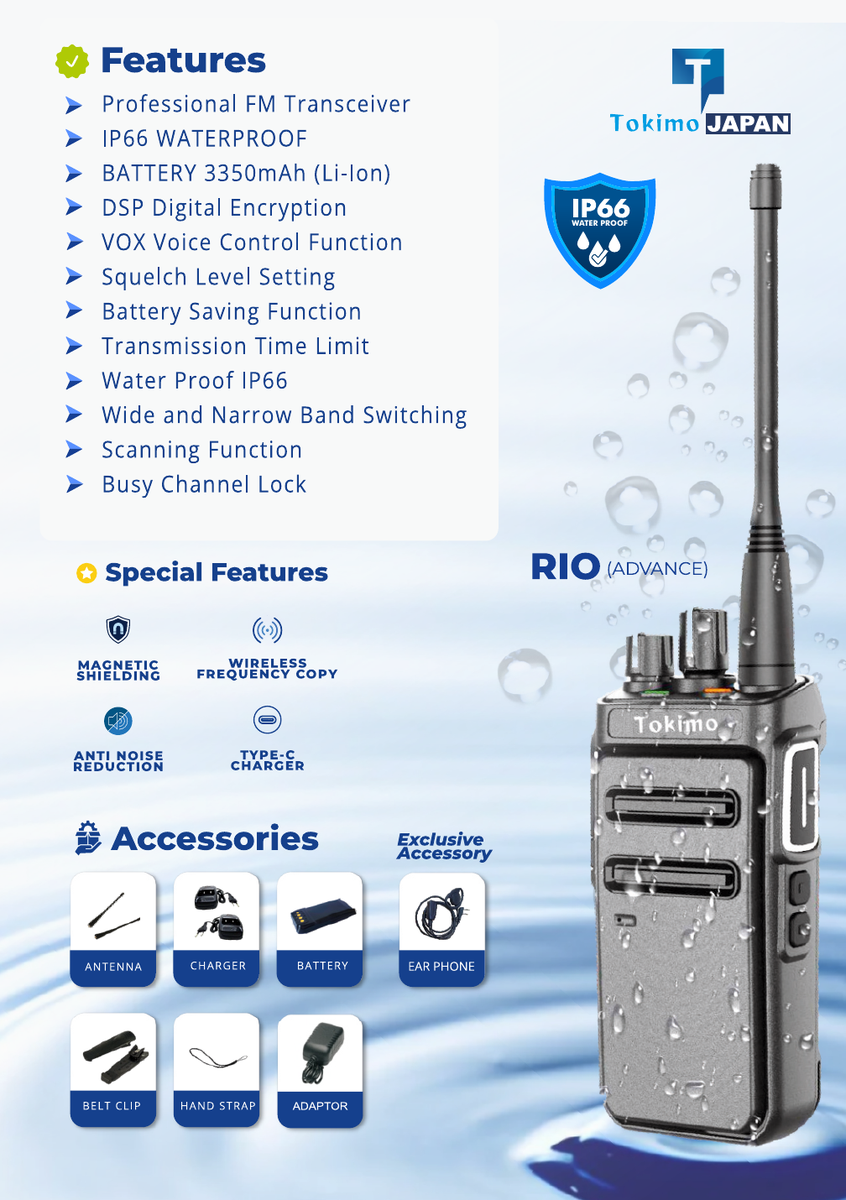 Features
Professional FM Transceiver
IP66 WATERPROOF
BATTERY 3350mAh (Li-Ion)
DSP Digital Encryption
VOX Voice Control Function
Squelch Level Setting
Battery Saving Function
Transmission Time Limit
Water Proof IP66
Wide and Narrow Band Switching
Scanning Function
Busy Channel Lock
T
Tokimo JAPAN
IP66
WATER PROOF
RIO (ADVANCE)
Tokimo
Special Features
MAGNETIC
SHIELDING
WIRELESS
FREQUENCY COPY
ANTI NOISE
REDUCTION
TYPE-C
CHARGER
Accessories
Exclusive
Accessory
ANTENNA
CHARGER
BATTERY
EAR PHONE
BELT CLIP
HAND STRAP
ADAPTOR